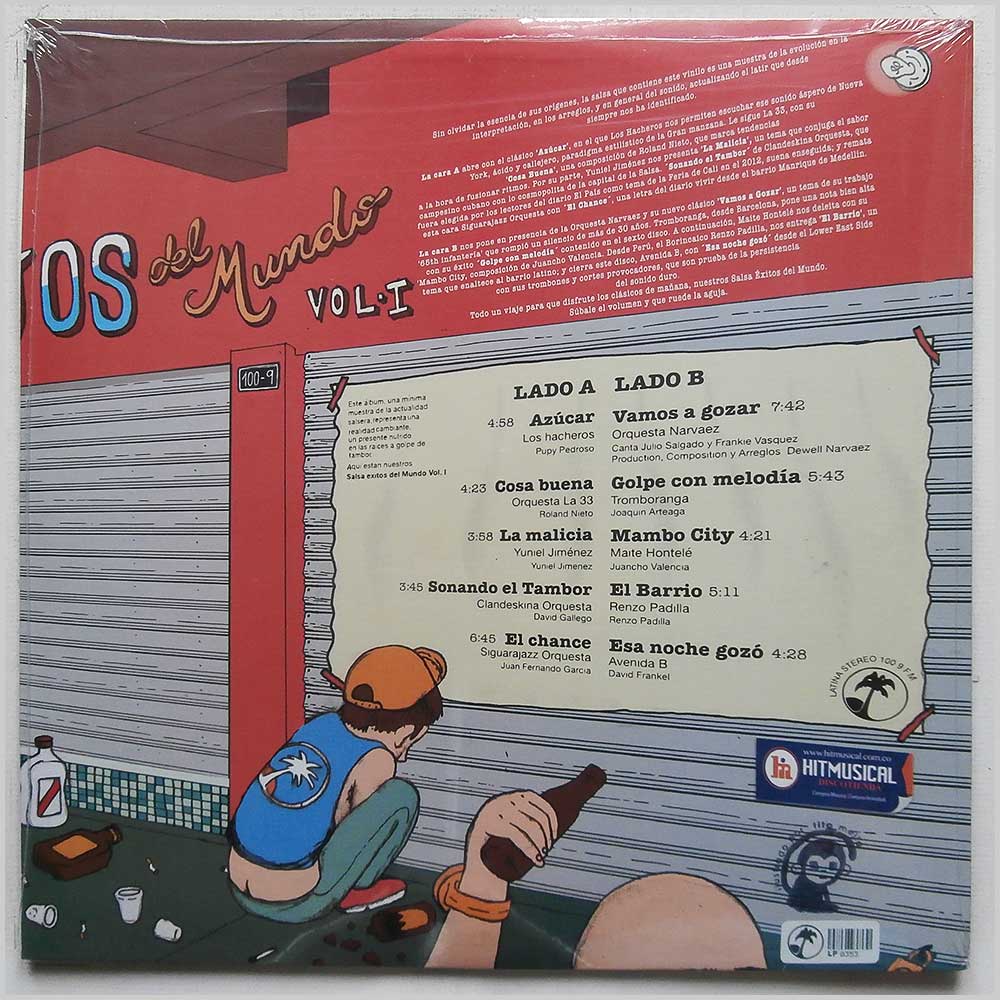 Sin olvidar la esencia de sus orígenes, la salsa que contiene este vinilo es una muestra de la evolución en la
interpretación, en los arreglos, y en general del sonido, actualizando el latir que desde
siempre nos ha identificado.
La cara A abre con el clásico 'Azúcar', en el que Los Hacheros nos permiten escuchar ese sonido áspero de Nueva
York, ácido y callejero, paradigma estilístico de la Gran manzana. Le sigue La 33, con su
'Cosa Buena', una composición de Roland Nieto, que marca tendencias
a la hora de fusionar ritmos. Por su parte, Yuniel Jiménez nos presenta 'La Malicia', un tema que conjuga el sabor
campesino cubano con lo cosmopolita de la capital de la Salsa. 'Sonando el Tambor' de Clandeskina Orquesta, que
fuera elegida por los lectores del diario El País como tema de la Feria de Cali en el 2012, suena enseguida; y remata
esta cara Siguarajazz Orquesta con 'El Chance', una letra del diario vivir desde el barrio Manrique de Medellín.
La cara B nos pone en presencia de la Orquesta Narvaez y su nuevo clásico 'Vamos a Gozar', un tema de su trabajo
'65th infantería' que rompió un silencio de más de 30 años. Tromboranga, desde Barcelona, pone una nota bien alta
con su éxito 'Golpe con melodía' contenido en el sexto disco. A continuación, Maite Hontelé nos deleita con su
'Mambo City, composición de Juancho Valencia. Desde Perú, el Borincaico Renzo Padilla, nos entrega 'El Barrio', un
tema que enaltece al barrio latino; y cierra este disco, Avenida B, con 'Esa noche gozó' desde el Lower East Side
con sus trombones y cortes provocadores, que son prueba de la persistencia
del sonido duro.
Todo un viaje para que disfrute los clásicos de mañana, nuestros Salsa Éxitos del Mundo.
Súbale el volumen y que ruede la aguja.
TOS del Mundo
VOL·I
100-9
Este álbum, una mínima
muestra de la actualidad
salsera, representa una
realidad cambiante,
un presente nutrido
en las raíces a golpe de
tambor.
Aquí están nuestros
Salsa exitos del Mundo Vol. I
LADO A
4:58 Azúcar
Los hacheros
Pupy Pedroso
4:23 Cosa buena
Orquesta La 33
Roland Nieto
3:58 La malicia
Yuniel Jiménez
Yuniel Jimenez
3:45 Sonando el Tambor
Clandeskina Orquesta
David Gallego
6:45 El chance
Siguarajazz Orquesta
Juan Fernando García
LADO B
Vamos a gozar 7:42
Orquesta Narvaez
Canta Julio Salgado y Frankie Vasquez
Production, Composition y Arreglos Dewell Narvaez
Golpe con melodía 5:43
Tromboranga
Joaquin Arteaga
Mambo City 4:21
Maite Hontelé
Juancho Valencia
El Barrio 5:11
Renzo Padilla
Renzo Padilla
Esa noche gozó 4:28
Avenida B
David Frankel
LATINA STEREO 100.9 FM
www.hitmusical.com.co
HITMUSICAL
DISCOTIENDA
LP 0353